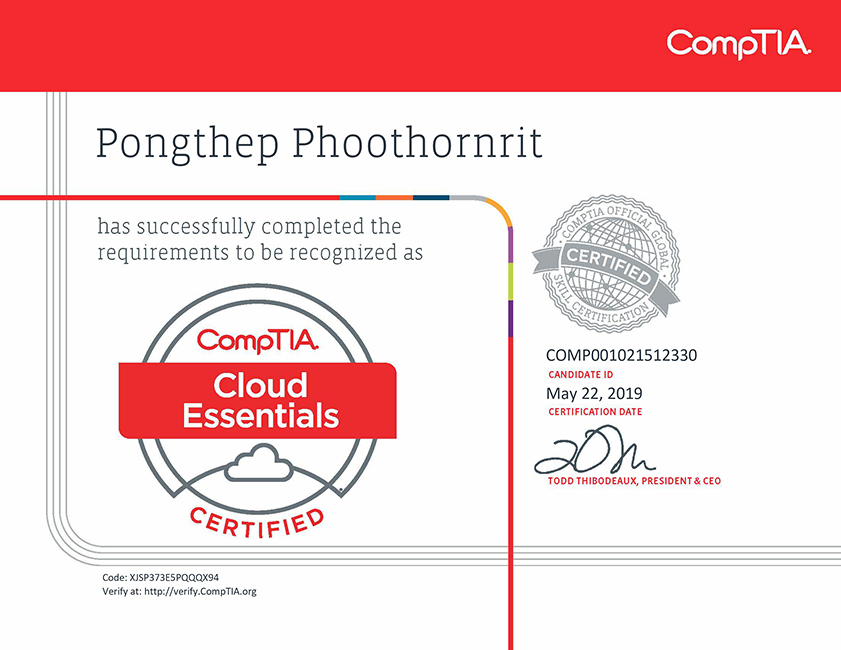 CompTIA.
Pongthep Phoothornrit
has successfully completed the
requirements to be recognized as
CompTIA.
Cloud
Essentials
CERTIFIED
COMPTIA OFFICIAL GLOBAL
CERTIFIED
SKILL CERTIFICATION
COMP001021512330
CANDIDATE ID
May 22, 2019
CERTIFICATION DATE
TODD THIBODEAUX, PRESIDENT & CEO
Code: XJSP373E5PQQQX94
Verify at: http://verify.CompTIA.org